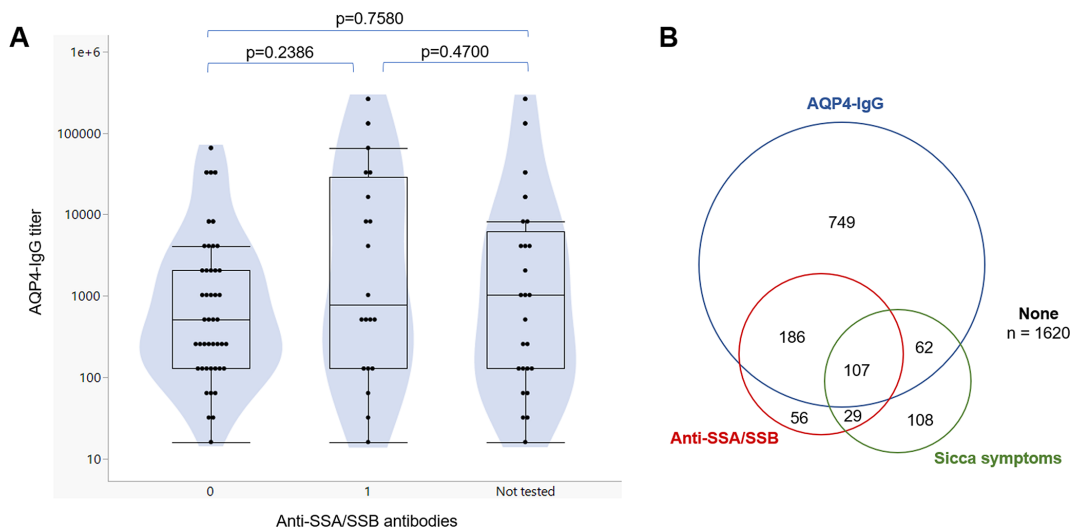 A
p=0.7580
p=0.2386
p=0.4700
1e+6
100000
10000
1000
100
10
AQP4-IgG titer
0
1
Not tested
Anti-SSA/SSB antibodies
B
AQP4-IgG
749
186
107
62
56
29
108
Anti-SSA/SSB
Sicca symptoms
None
n = 1620